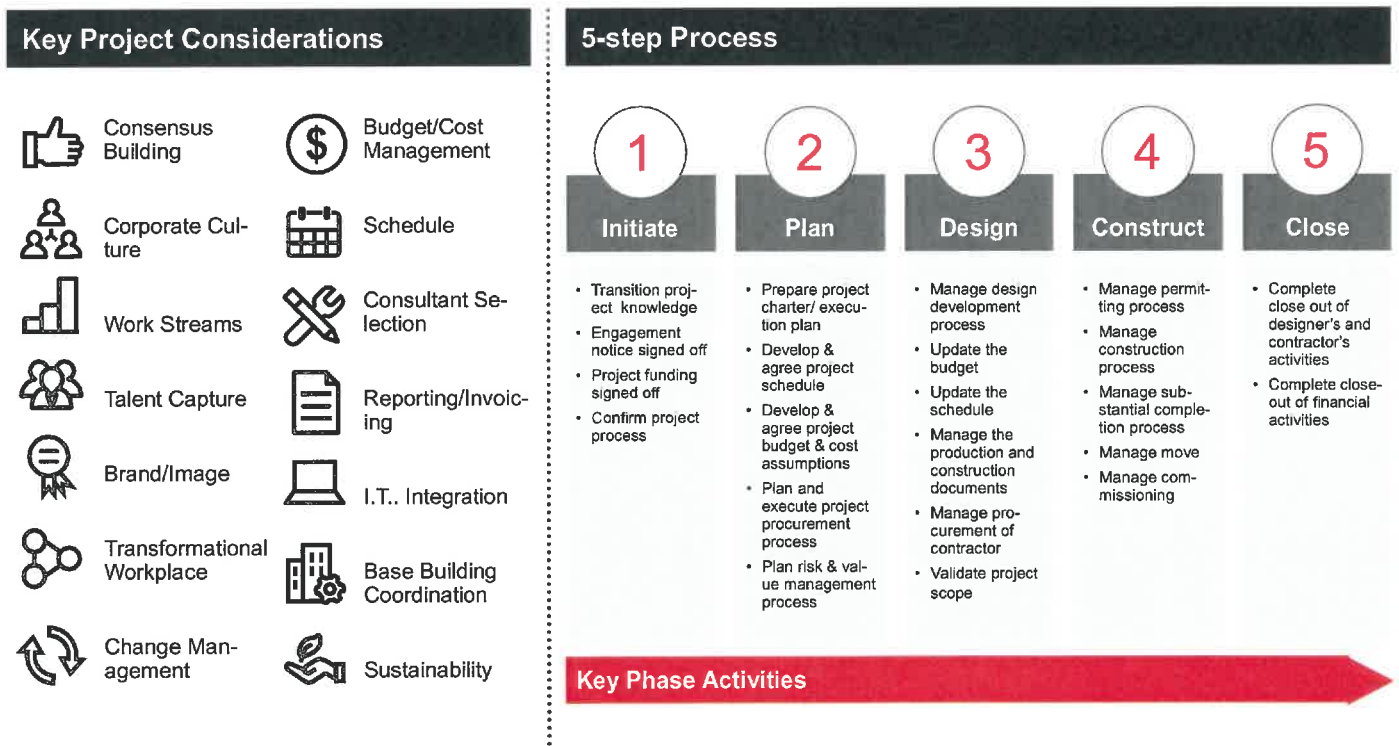 Key Project Considerations
Consensus
Building
Corporate Cul-
ture
Work Streams
Talent Capture
Brand/Image
Transformational
Workplace
Change Man-
agement
$
Budget/Cost
Management
Schedule
Consultant Se-
lection
Reporting/Invoic-
ing
I.T.. Integration
Base Building
Coordination
Sustainability
5-step Process
1
Initiate
• Transition proj-
ect knowledge
• Engagement
notice signed off
• Project funding
signed off
• Confirm project
process
2
Plan
• Prepare project
charter/ execu-
tion plan
• Develop &
agree project
schedule
• Develop &
agree project
budget & cost
assumptions
• Plan and
execute project
procurement
process
• Plan risk & val-
ue management
process
3
Design
• Manage design
development
process
• Update the
budget
• Update the
schedule
• Manage the
production and
construction
documents
• Manage pro-
curement of
contractor
• Validate project
scope
4
Construct
• Manage permit-
ting process
• Manage
construction
process
• Manage sub-
stantial comple-
tion process
• Manage move
• Manage com-
missioning
5
Close
• Complete
close out of
designer's and
contractor's
activities
• Complete close-
out of financial
activities
Key Phase Activities